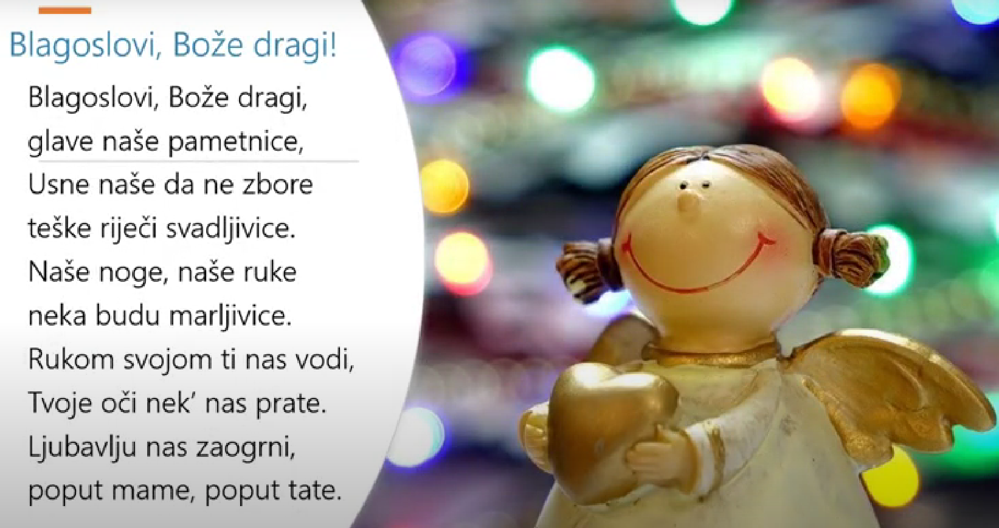 Blagoslovi, Bože dragi!
Blagoslovi, Bože dragi,
glave naše pametnice,
Usne naše da ne zbore
teške riječi svadljivice.
Naše noge, naše ruke
neka budu marljivice.
Rukom svojom ti nas vodi,
Tvoje oči nek’ nas prate.
Ljubavlju nas zaogrni,
poput mame, poput tate.